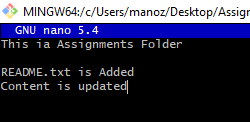 MINGW64:/c/Users/manoz/Desktop/Assign
GNU nano 5.4
This ia Assignments Folder
README.txt is Added
Content is updated